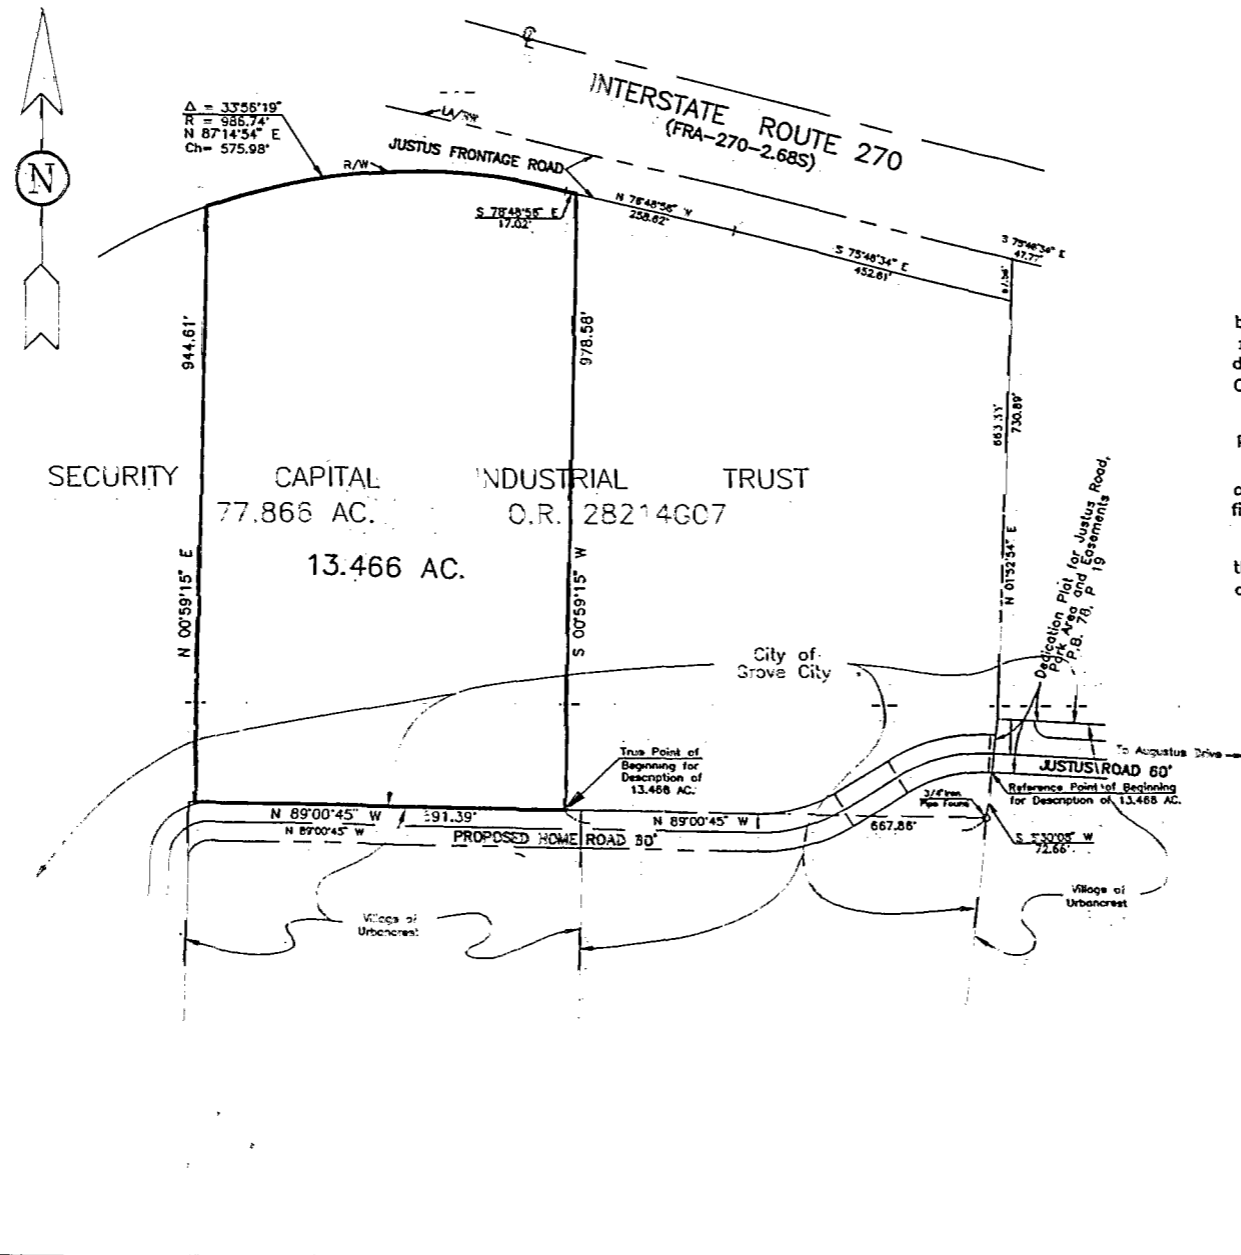 ℄
INTERSTATE ROUTE 270
(FRA-270-2.68S)
Δ = 33°56'19"
R = 986.74'
N 87°14'54" E
Ch= 575.98'
LA/RW
R/W
JUSTUS FRONTAGE ROAD
N
S 78°48'56" E
17.02'
N 78°48'56" W
258.62'
S 75°48'34" E
452.61'
S 75°48'34" E
47.77'
944.61'
978.58'
663.33'
730.89'
SECURITY CAPITAL INDUSTRIAL TRUST
77.866 AC. O.R. 28214G07
13.466 AC.
N 00°59'15" E
S 00°59'15" W
N 01°52'54" E
Dedication Plat for Justus Road,
Park Area and Easements
P.B. 78, P 19
City of
Grove City
True Point of
Beginning for
Description of
13.466 AC.
To Augustus Drive
JUSTUS ROAD 60'
Reference Point of Beginning
for Description of 13.466 AC.
3/4" Iron
Pipe Found
N 89°00'45" W 591.39'
N 89°00'45" W
N 89°00'45" W
667.86'
PROPOSED HOME ROAD 80'
72.66'
Village of
Urbancrest
Village of
Urbancrest